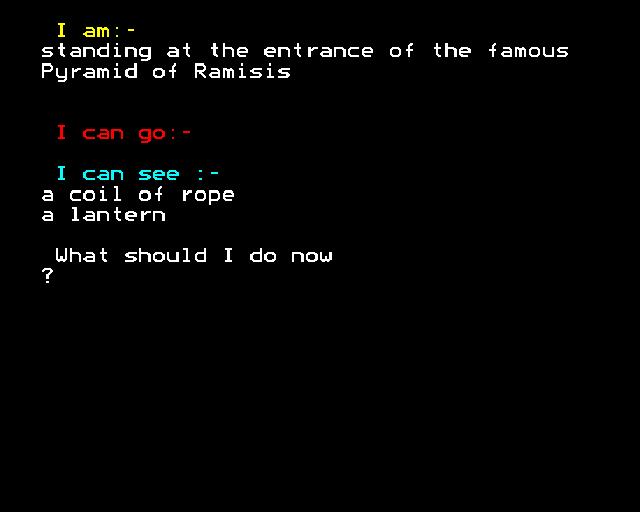 I am:-
standing at the entrance of the famous
Pyramid of Ramisis
I can go:-
I can see :-
a coil of rope
a lantern
What should I do now
?